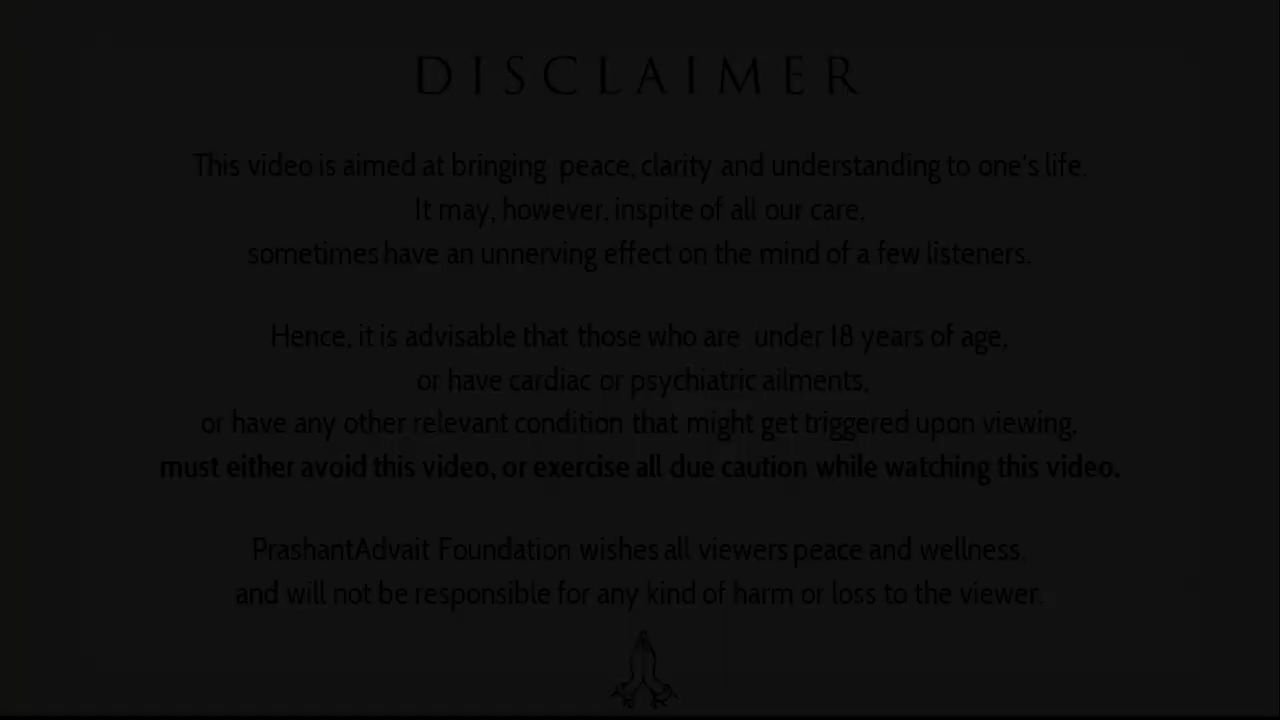 DISCLAIMER
This video is aimed at bringing peace, clarity and understanding to one's life.
It may, however, inspite of all our care,
sometimes have an unnerving effect on the mind of a few listeners.
Hence, it is advisable that those who are under 18 years of age,
or have cardiac or psychiatric ailments,
or have any other relevant condition that might get triggered upon viewing,
must either avoid this video, or exercise all due caution while watching this video.
PrashantAdvait Foundation wishes all viewers peace and wellness,
and will not be responsible for any kind of harm or loss to the viewer.